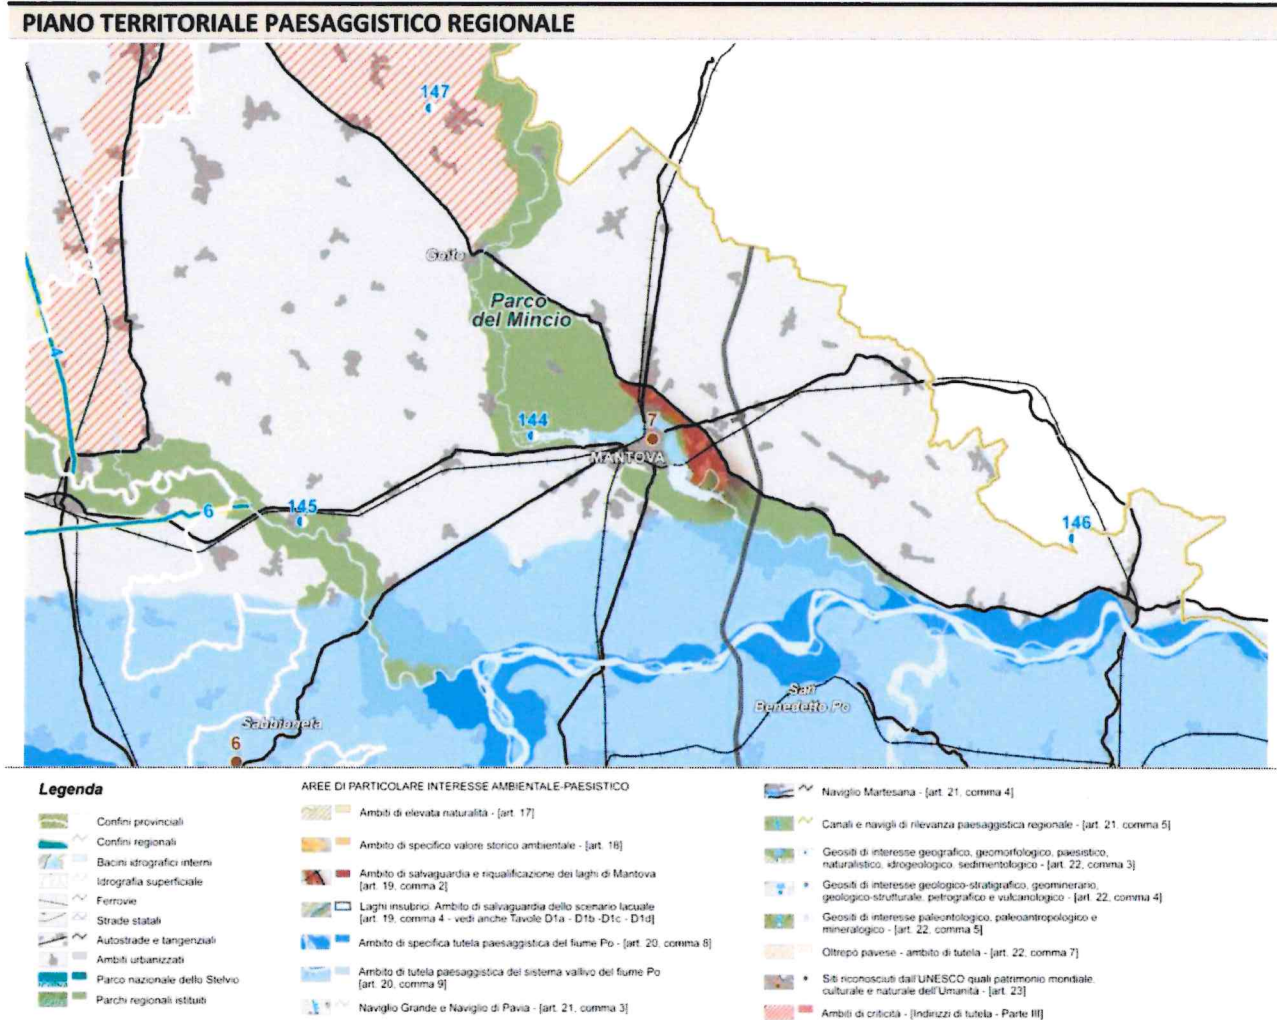 PIANO TERRITORIALE PAESAGGISTICO REGIONALE
147
Goito
Parco
del Mincio
144
7
MANTOVA
6
145
146
San
Benedetto Po
Sabbioneta
6
Legenda
Confini provinciali
Confini regionali
Bacini idrografici interni
Idrografia superficiale
Ferrovie
Strade statali
Autostrade e tangenziali
Ambiti urbanizzati
Parco nazionale dello Stelvio
Parchi regionali istituiti
AREE DI PARTICOLARE INTERESSE AMBIENTALE-PAESISTICO
Ambiti di elevata naturalità - [art. 17]
Ambito di specifico valore storico ambientale - [art. 18]
Ambito di salvaguardia e riqualificazione dei laghi di Mantova
[art. 19, comma 2]
Laghi insubrici. Ambito di salvaguardia dello scenario lacuale
[art. 19, comma 4 - vedi anche Tavole D1a - D1b - D1c - D1d]
Ambito di specifica tutela paesaggistica del fiume Po - [art. 20, comma 8]
Ambito di tutela paesaggistica del sistema vallivo del fiume Po
[art. 20, comma 9]
Naviglio Grande e Naviglio di Pavia - [art. 21, comma 3]
Naviglio Martesana - [art. 21, comma 4]
Canali e navigli di rilevanza paesaggistica regionale - [art. 21, comma 5]
Geositi di interesse geografico, geomorfologico, paesistico,
naturalistico, idrogeologico, sedimentologico - [art. 22, comma 3]
Geositi di interesse geologico-stratigrafico, geominerario,
geologico-strutturale, petrografico e vulcanologico - [art. 22, comma 4]
Geositi di interesse paleontologico, paleoantropologico e
mineralogico - [art. 22, comma 5]
Oltrepò pavese - ambito di tutela - [art. 22, comma 7]
Siti riconosciuti dall'UNESCO quali patrimonio mondiale,
culturale e naturale dell'Umanità - [art. 23]
Ambiti di criticità - [Indirizzi di tutela - Parte III]